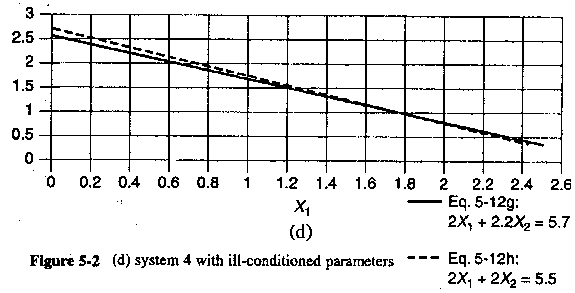 3
2.5
2
1.5
1
0.5
0
0 0.2 0.4 0.6 0.8 1 1.2 1.4 1.6 1.8 2 2.2 2.4 2.6
X₁
(d)
Eq. 5-12g:
2X₁ + 2.2X₂ = 5.7
Figure 5-2 (d) system 4 with ill-conditioned parameters
Eq. 5-12h:
2X₁ + 2X₂ = 5.5